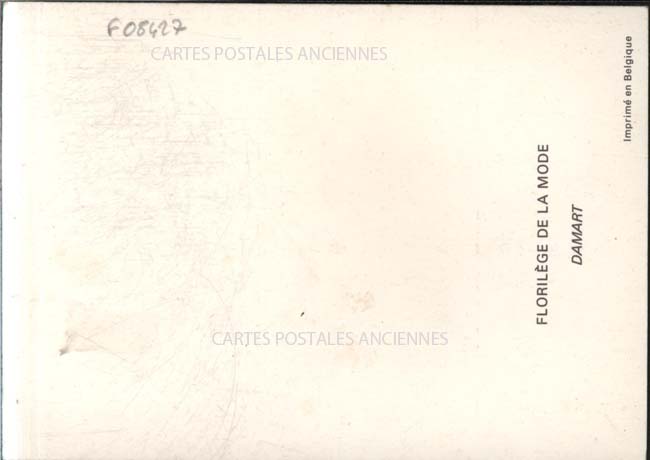 F08427
CARTES POSTALES ANCIENNES
CARTES POSTALES ANCIENNES
FLORILÈGE DE LA MODE
DAMART
Imprimé en Belgique